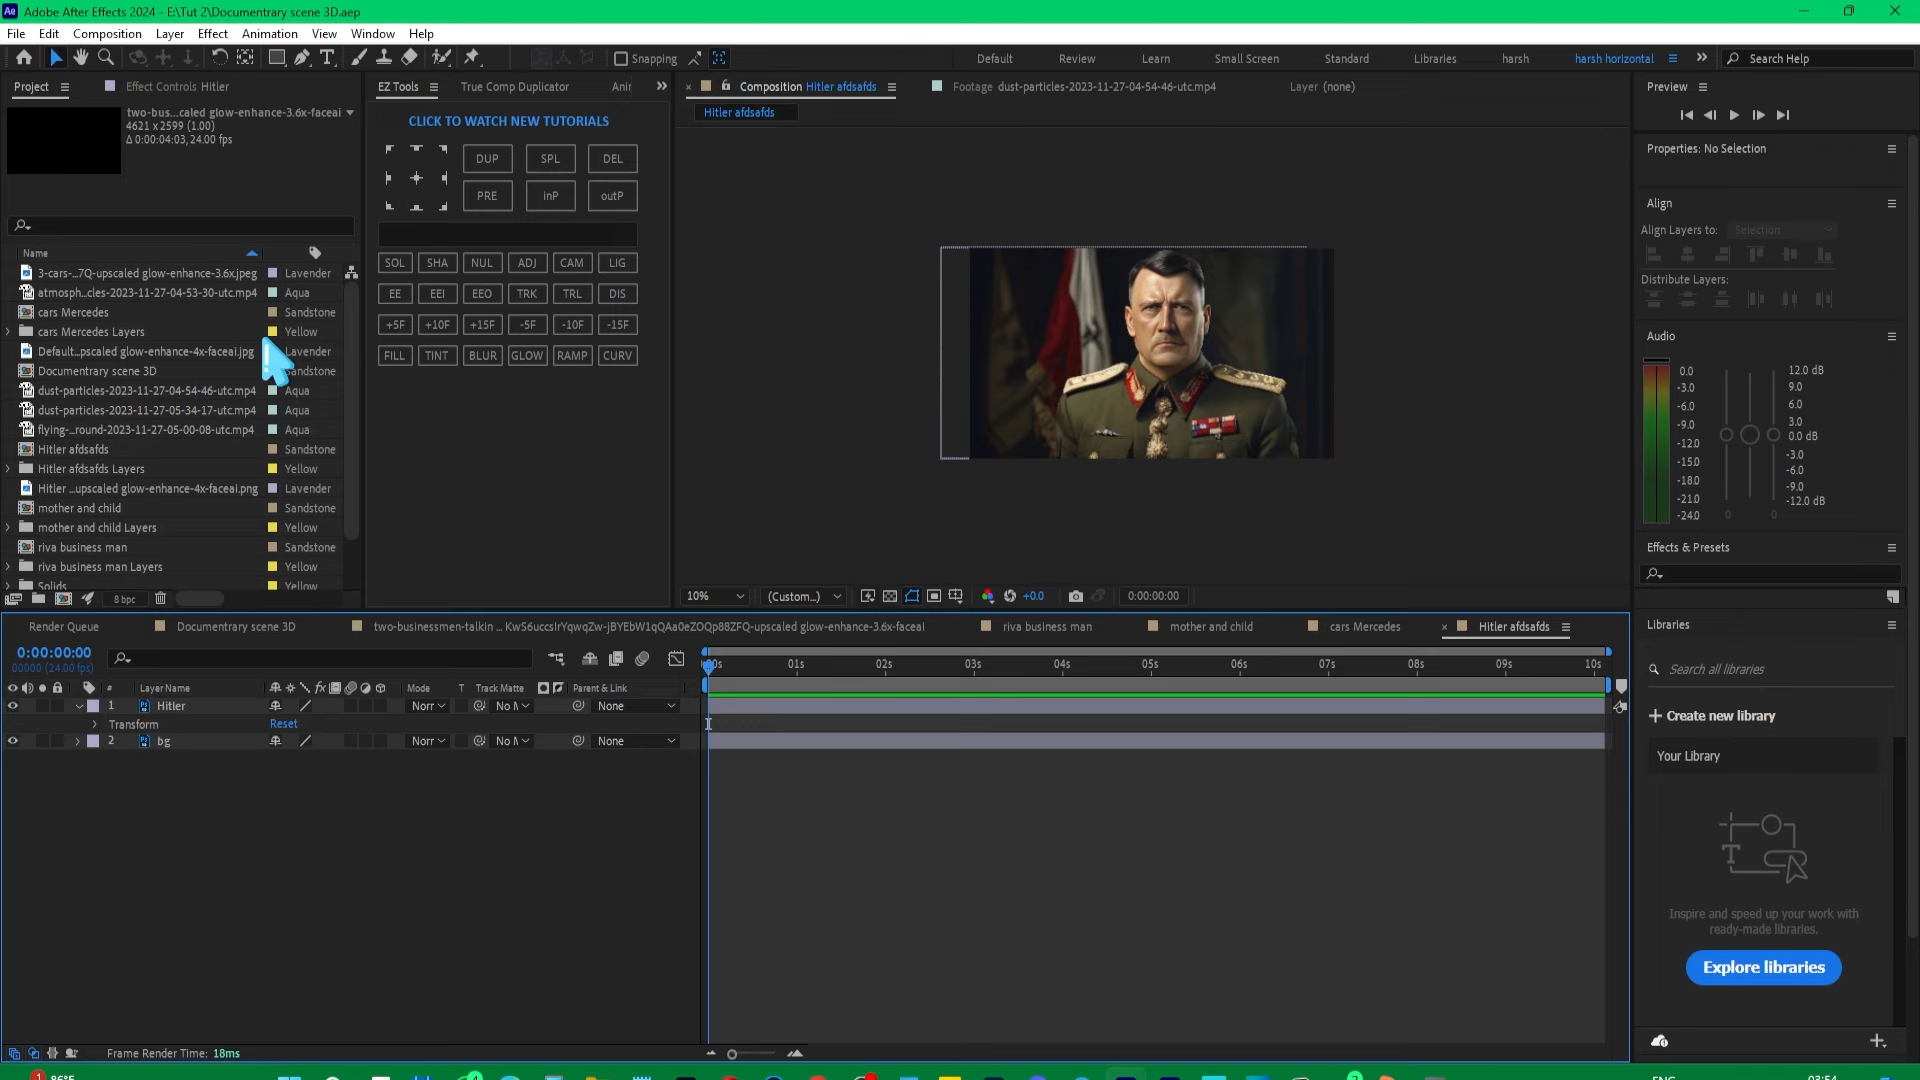 Adobe After Effects 2024 - E:\Tut 2\Documentrary scene 3D.aep
File Edit Composition Layer Effect Animation View Window Help
Snapping
Default Review Learn Small Screen Standard Libraries harsh harsh horizontal Search Help
Project Effect Controls Hitler
two-bus...caled glow-enhance-3.6x-faceai
4621 x 2599 (1.00)
Δ 0:00:04:03, 24.00 fps
Name
3-cars-...7Q-upscaled glow-enhance-3.6x.jpeg Lavender
atmosph...cles-2023-11-27-04-53-30-utc.mp4 Aqua
cars Mercedes Sandstone
cars Mercedes Layers Yellow
Default...pscaled glow-enhance-4x-faceai.jpg Lavender
Documentrary scene 3D Sandstone
dust-particles-2023-11-27-04-54-46-utc.mp4 Aqua
dust-particles-2023-11-27-05-34-17-utc.mp4 Aqua
flying-...round-2023-11-27-05-00-08-utc.mp4 Aqua
Hitler afdsafds Sandstone
Hitler afdsafds Layers Yellow
Hitler ...upscaled glow-enhance-4x-faceai.png Lavender
mother and child Sandstone
mother and child Layers Yellow
riva business man Sandstone
riva business man Layers Yellow
Solids Yellow
8 bpc
EZ Tools True Comp Duplicator Anir
CLICK TO WATCH NEW TUTORIALS
DUP SPL DEL
PRE inP outP
SOL SHA NUL ADJ CAM LIG
EE EEI EEO TRK TRL DIS
+5F +10F +15F -5F -10F -15F
FILL TINT BLUR GLOW RAMP CURV
Composition Hitler afdsafds Footage dust-particles-2023-11-27-04-54-46-utc.mp4 Layer (none)
Hitler afdsafds
10% (Custom...) +0.0 0:00:00:00
Preview
Properties: No Selection
Align
Align Layers to: Selection
Distribute Layers:
Audio
0.0 12.0 dB
-3.0 9.0
-6.0 6.0
-9.0 3.0
-12.0 0.0 dB
-15.0 -3.0
-18.0 -6.0
-21.0 -9.0
-24.0 -12.0 dB
0 0
Effects & Presets
Libraries
Search all libraries
Create new library
Your Library
Inspire and speed up your work with
ready-made libraries.
Explore libraries
Render Queue Documentrary scene 3D two-businessmen-talkin ... KwS6uccsIrYqwqZw-jBYEbW1qQAa0eZOQp88ZFQ-upscaled glow-enhance-3.6x-faceai riva business man mother and child cars Mercedes Hitler afdsafds
0:00:00:00
00000 (24.00 fps)
01s 02s 03s 04s 05s 06s 07s 08s 09s 10s
# Layer Name Mode T Track Matte Parent & Link
1 Hitler Norr No M None
Transform Reset
2 bg Norr No M None
Frame Render Time: 18ms